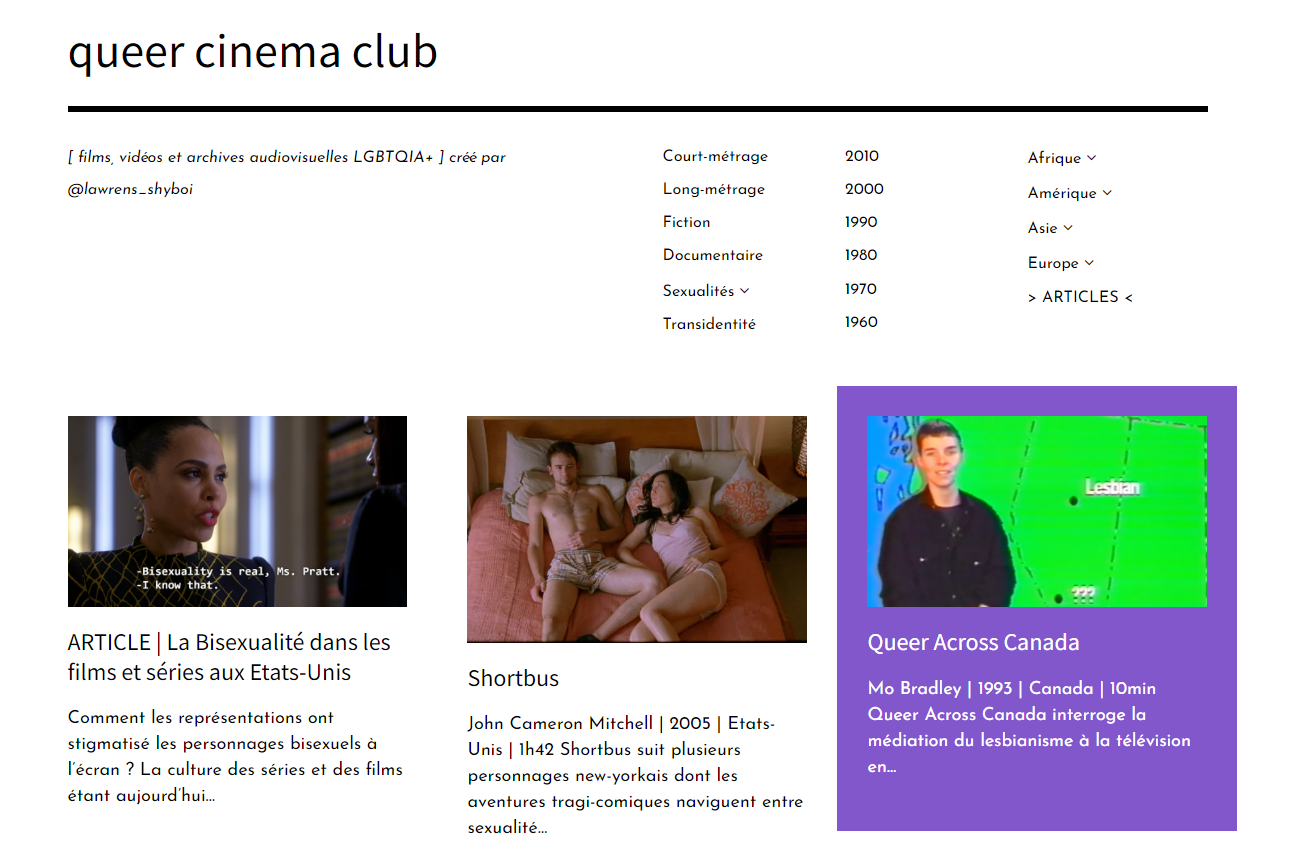 queer cinema club
[ films, vidéos et archives audiovisuelles LGBTQIA+ ] créé par
@lawrens_shyboi
Court-métrage
Long-métrage
Fiction
Documentaire
Sexualités
Transidentité
2010
2000
1990
1980
1970
1960
Afrique
Amérique
Asie
Europe
> ARTICLES <
-Bisexuality is real, Ms. Pratt.
-I know that.
ARTICLE | La Bisexualité dans les
films et séries aux Etats-Unis
Comment les représentations ont
stigmatisé les personnages bisexuels à
l'écran ? La culture des séries et des films
étant aujourd'hui...
Shortbus
John Cameron Mitchell | 2005 | Etats-
Unis | 1h42 Shortbus suit plusieurs
personnages new-yorkais dont les
aventures tragi-comiques naviguent entre
sexualité...
Lesbian
???
Queer Across Canada
Mo Bradley | 1993 | Canada | 10min
Queer Across Canada interroge la
médiation du lesbianisme à la télévision
en...